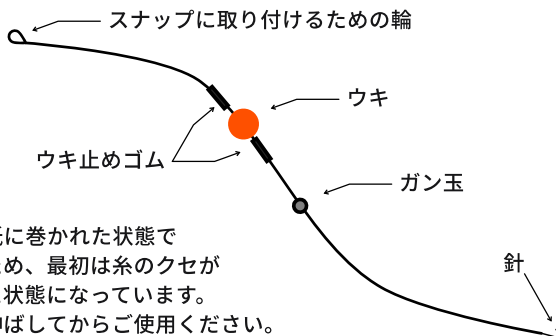 スナップに取り付けるための輪
ウキ
ウキ止めゴム
ガン玉
針
に巻かれた状態で
め、最初は糸のクセが
状態になっています。
ばしてからご使用ください。